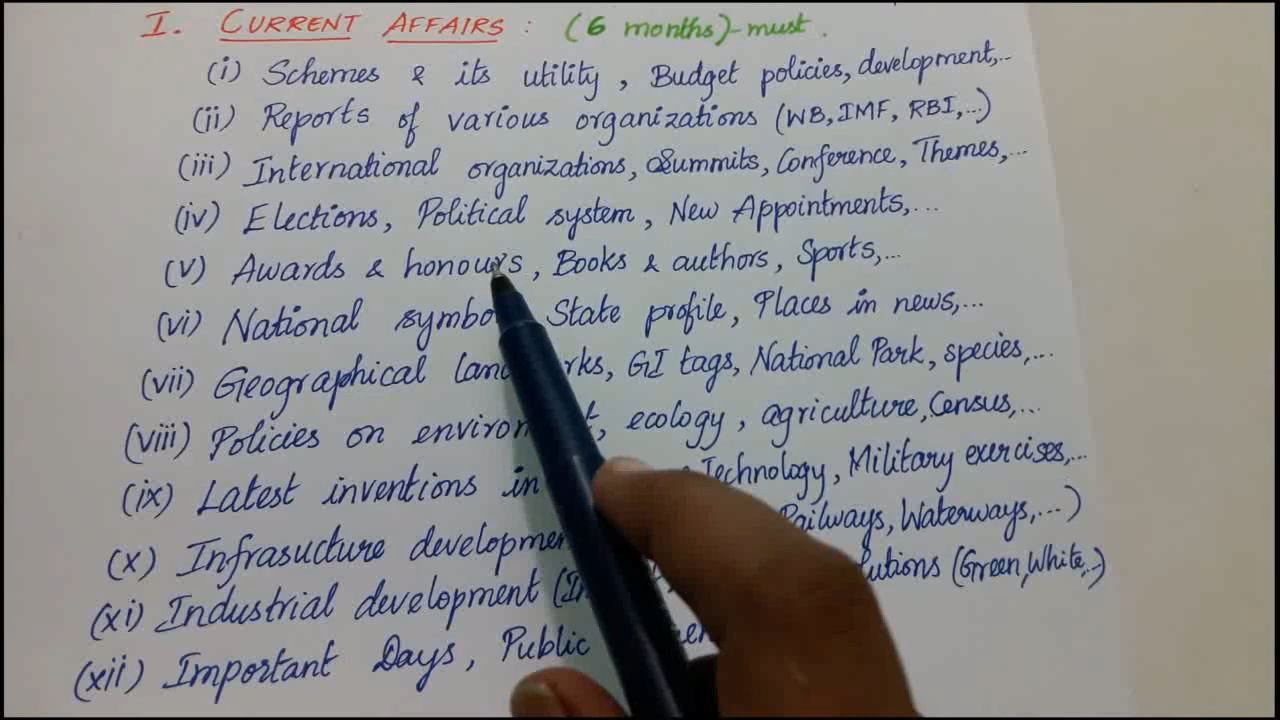 I. CURRENT AFFAIRS : (6 months)-must.
(i) Schemes & its utility, Budget policies, development,..
(ii) Reports of various organizations (WB, IMF, RBI,...)
(iii) International organizations, Summits, Conference, Themes,...
(iv) Elections, Political system, New Appointments,...
(v) Awards & honours, Books & authors, Sports,...
(vi) National State profile, Places in news,...
(vii) Geographical GI tags, National Park, species,...
(viii) Policies on ecology, agriculture, Census,...
(ix) Latest inventions in Technology, Military exercises,...
(x) Infrasucture Railways, Waterways,...)
(xi) Industrial development (Green, White,..)
(xii) Important Days, Public